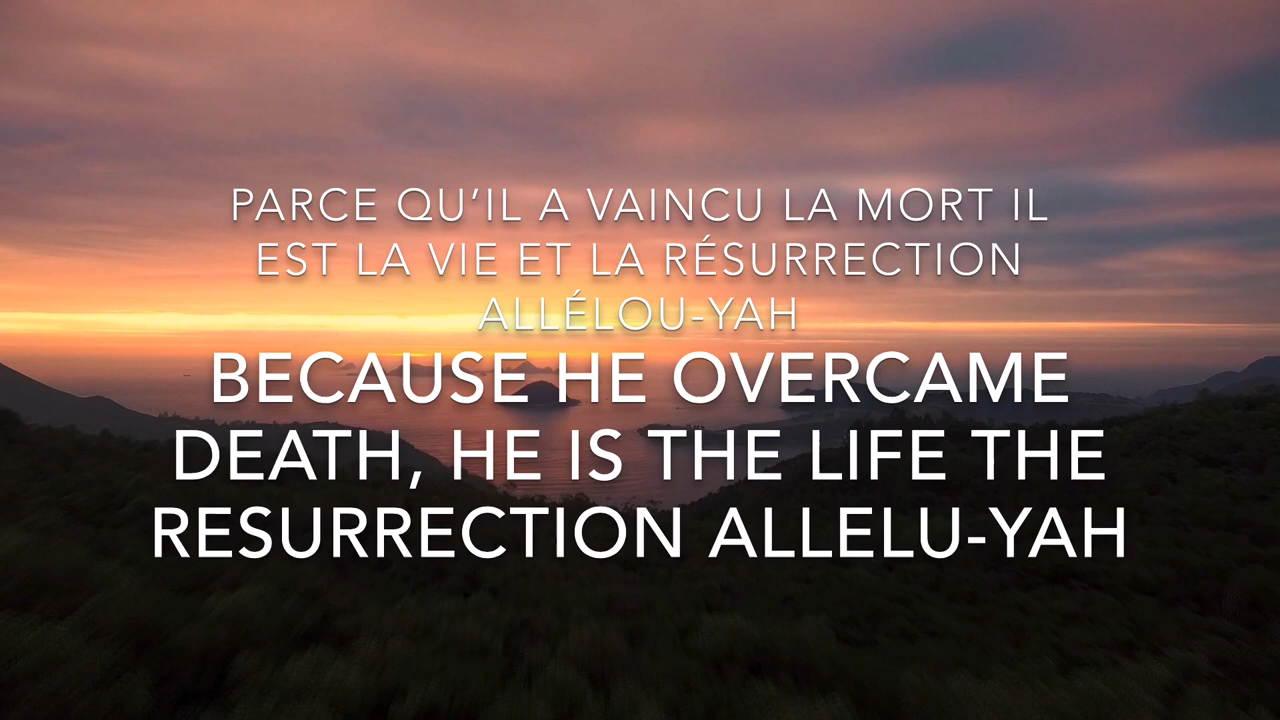 PARCE QU’IL A VAINCU LA MORT IL
EST LA VIE ET LA RÉSURRECTION
ALLÉLOU-YAH
BECAUSE HE OVERCAME
DEATH, HE IS THE LIFE THE
RESURRECTION ALLELU-YAH